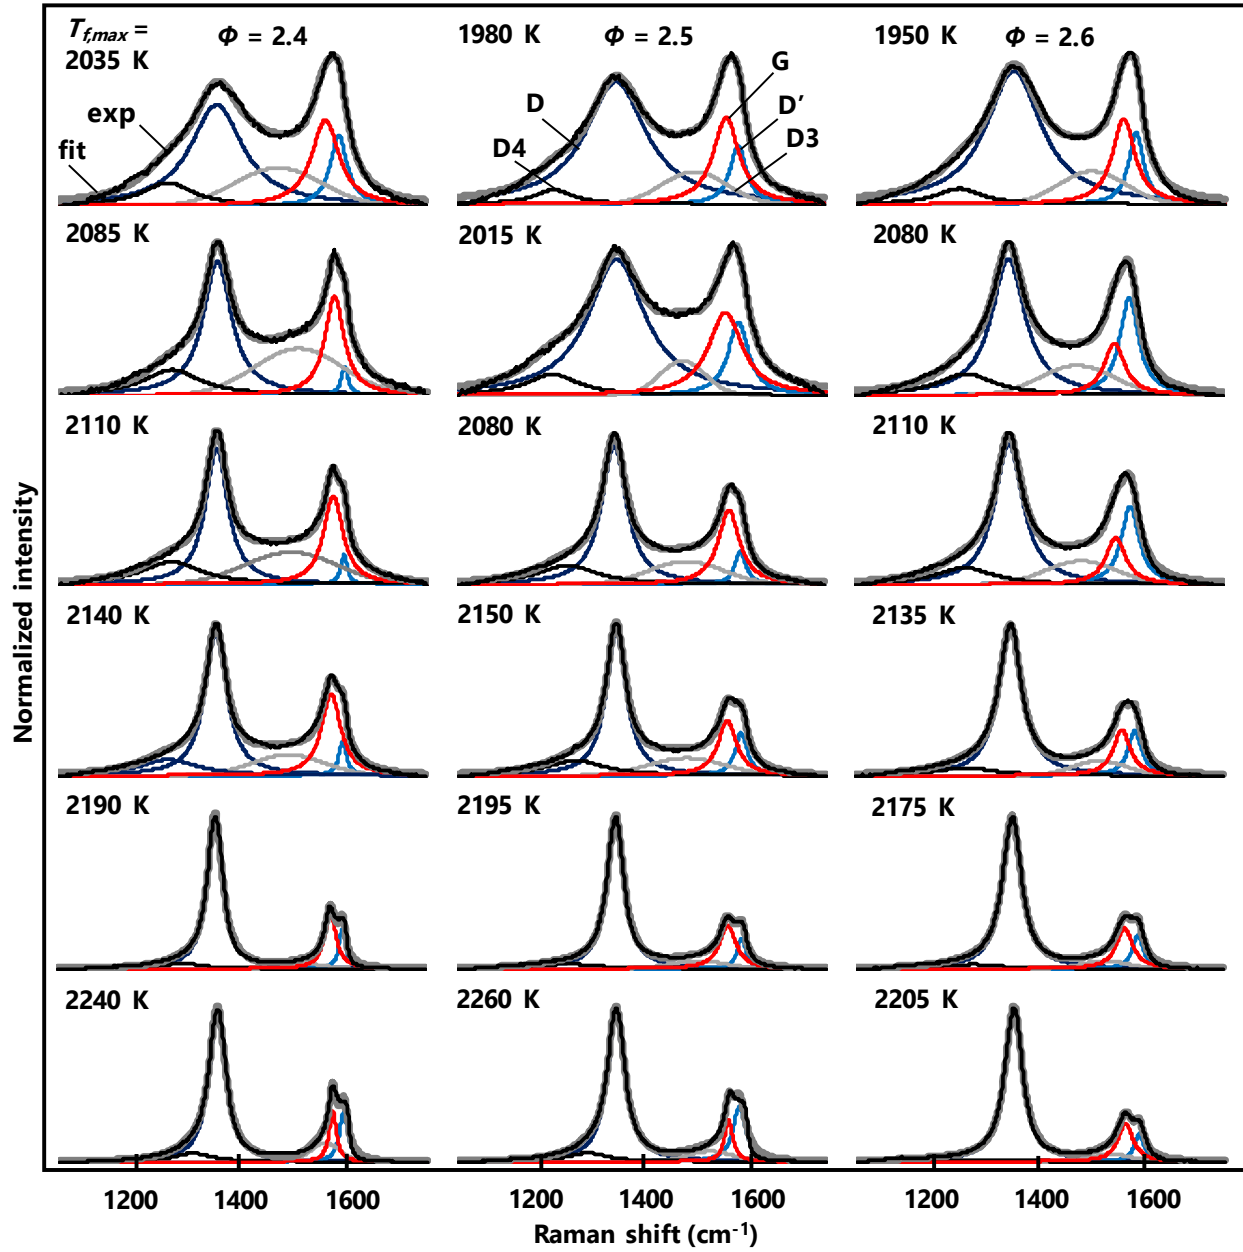 T_f,max = Φ = 2.4 1980 K Φ = 2.5 1950 K Φ = 2.6
2035 K
G
exp D D′
fit D4 D3
2085 K 2015 K 2080 K
2110 K 2080 K 2110 K
2140 K 2150 K 2135 K
2190 K 2195 K 2175 K
2240 K 2260 K 2205 K
Normalized intensity
1200 1400 1600 1200 1400 1600 1200 1400 1600
Raman shift (cm⁻¹)